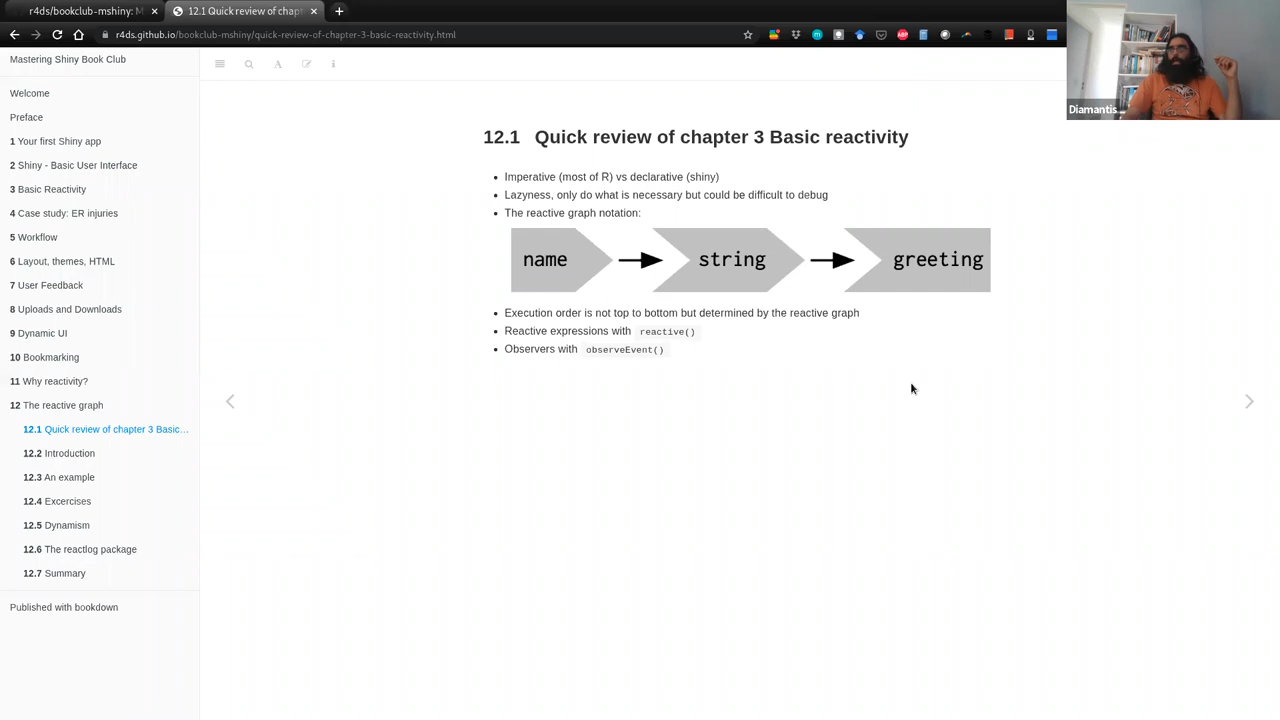 r4ds/bookclub-mshiny: M
12.1 Quick review of chap
r4ds.github.io/bookclub-mshiny/quick-review-of-chapter-3-basic-reactivity.html
Diamantis...
Mastering Shiny Book Club
Welcome
Preface
1 Your first Shiny app
2 Shiny - Basic User Interface
3 Basic Reactivity
4 Case study: ER injuries
5 Workflow
6 Layout, themes, HTML
7 User Feedback
8 Uploads and Downloads
9 Dynamic UI
10 Bookmarking
11 Why reactivity?
12 The reactive graph
12.1 Quick review of chapter 3 Basic…
12.2 Introduction
12.3 An example
12.4 Excercises
12.5 Dynamism
12.6 The reactlog package
12.7 Summary
Published with bookdown
12.1 Quick review of chapter 3 Basic reactivity
Imperative (most of R) vs declarative (shiny)
Lazyness, only do what is necessary but could be difficult to debug
The reactive graph notation:
name string greeting
Execution order is not top to bottom but determined by the reactive graph
Reactive expressions with reactive()
Observers with observeEvent()